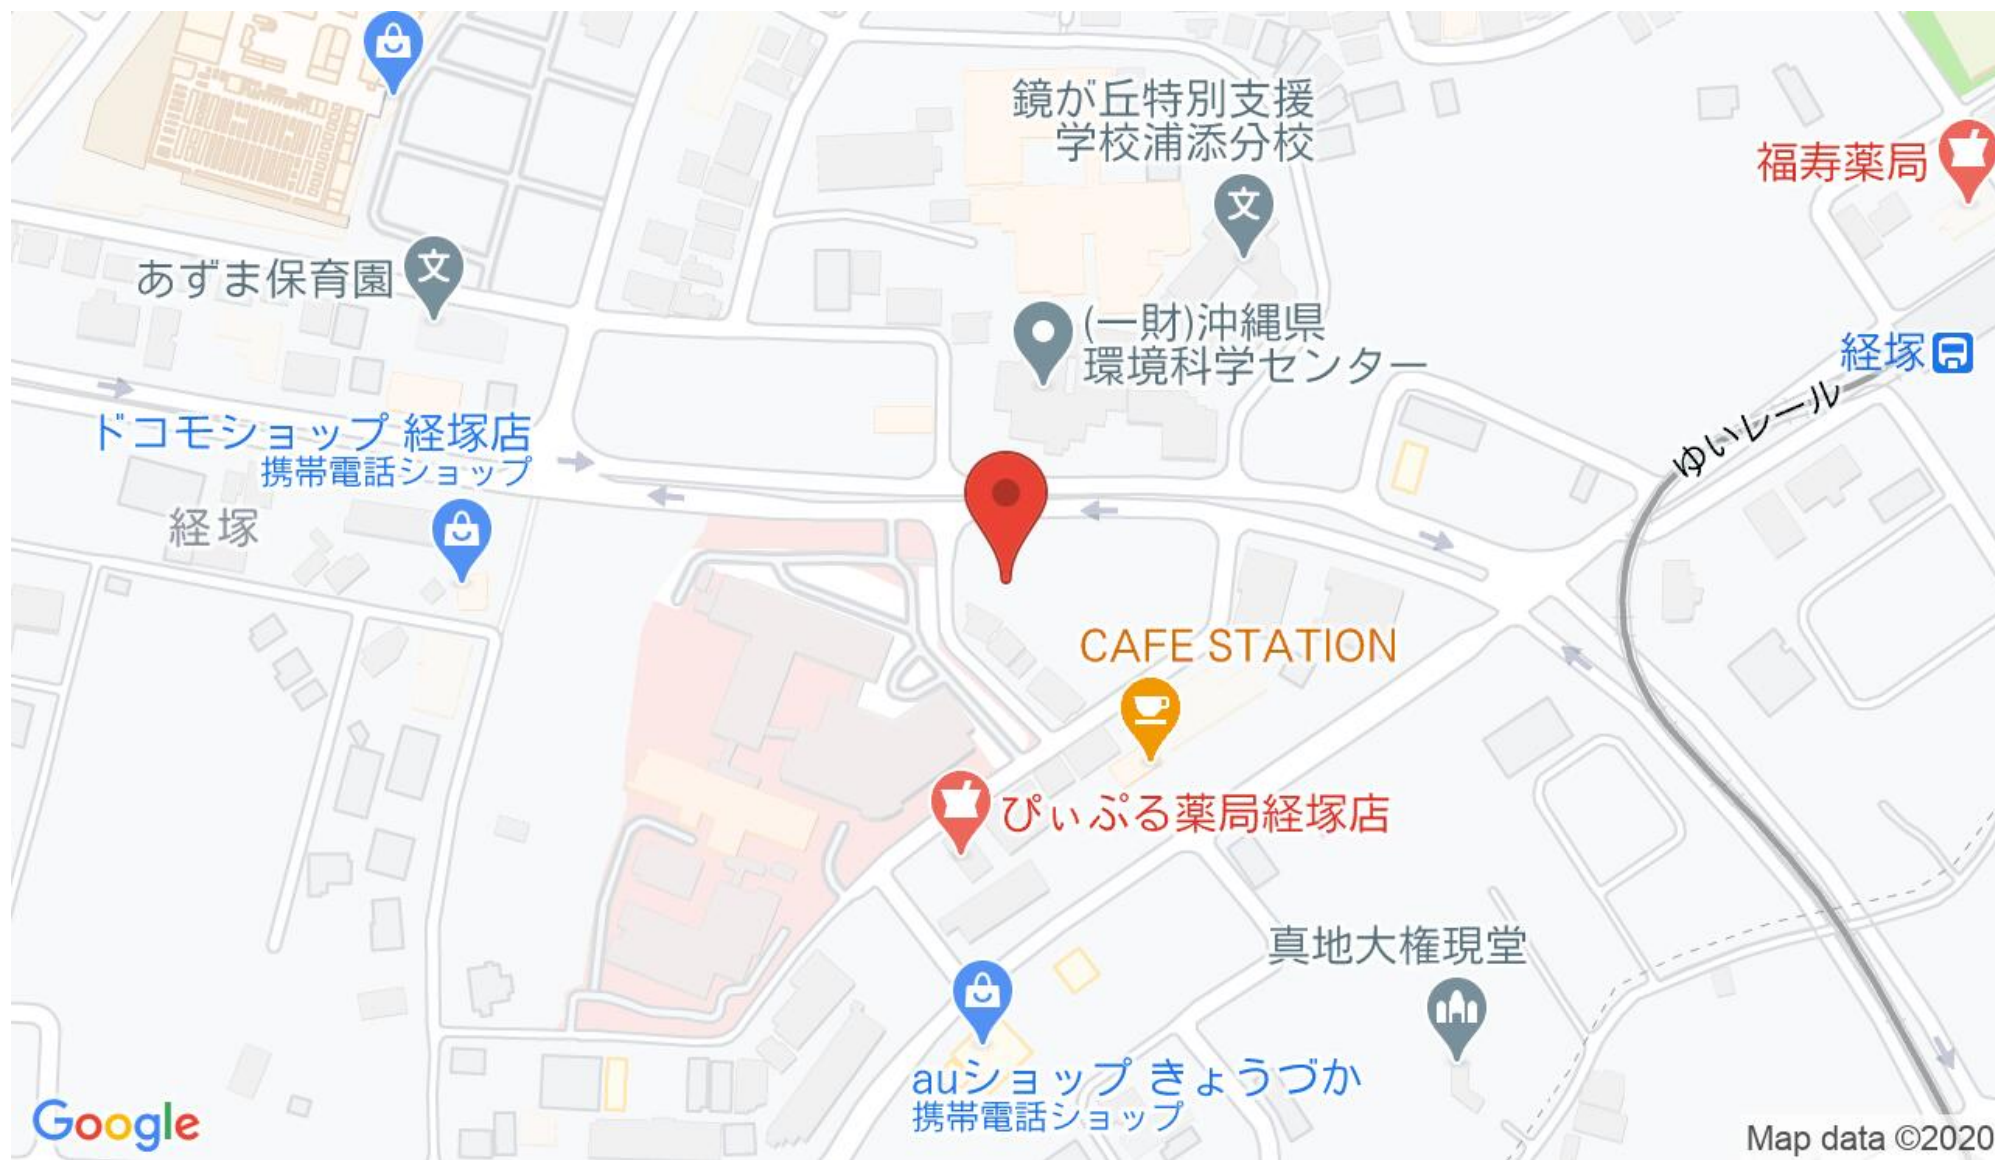 鏡が丘特別支援
学校浦添分校
文
福寿薬局
あずま保育園
文
(一財)沖縄県
環境科学センター
経塚
ゆいレール
ドコモショップ 経塚店
携帯電話ショップ
経塚
CAFE STATION
ぴぃぷる薬局経塚店
真地大権現堂
auショップ きょうづか
携帯電話ショップ
Google
Map data ©2020